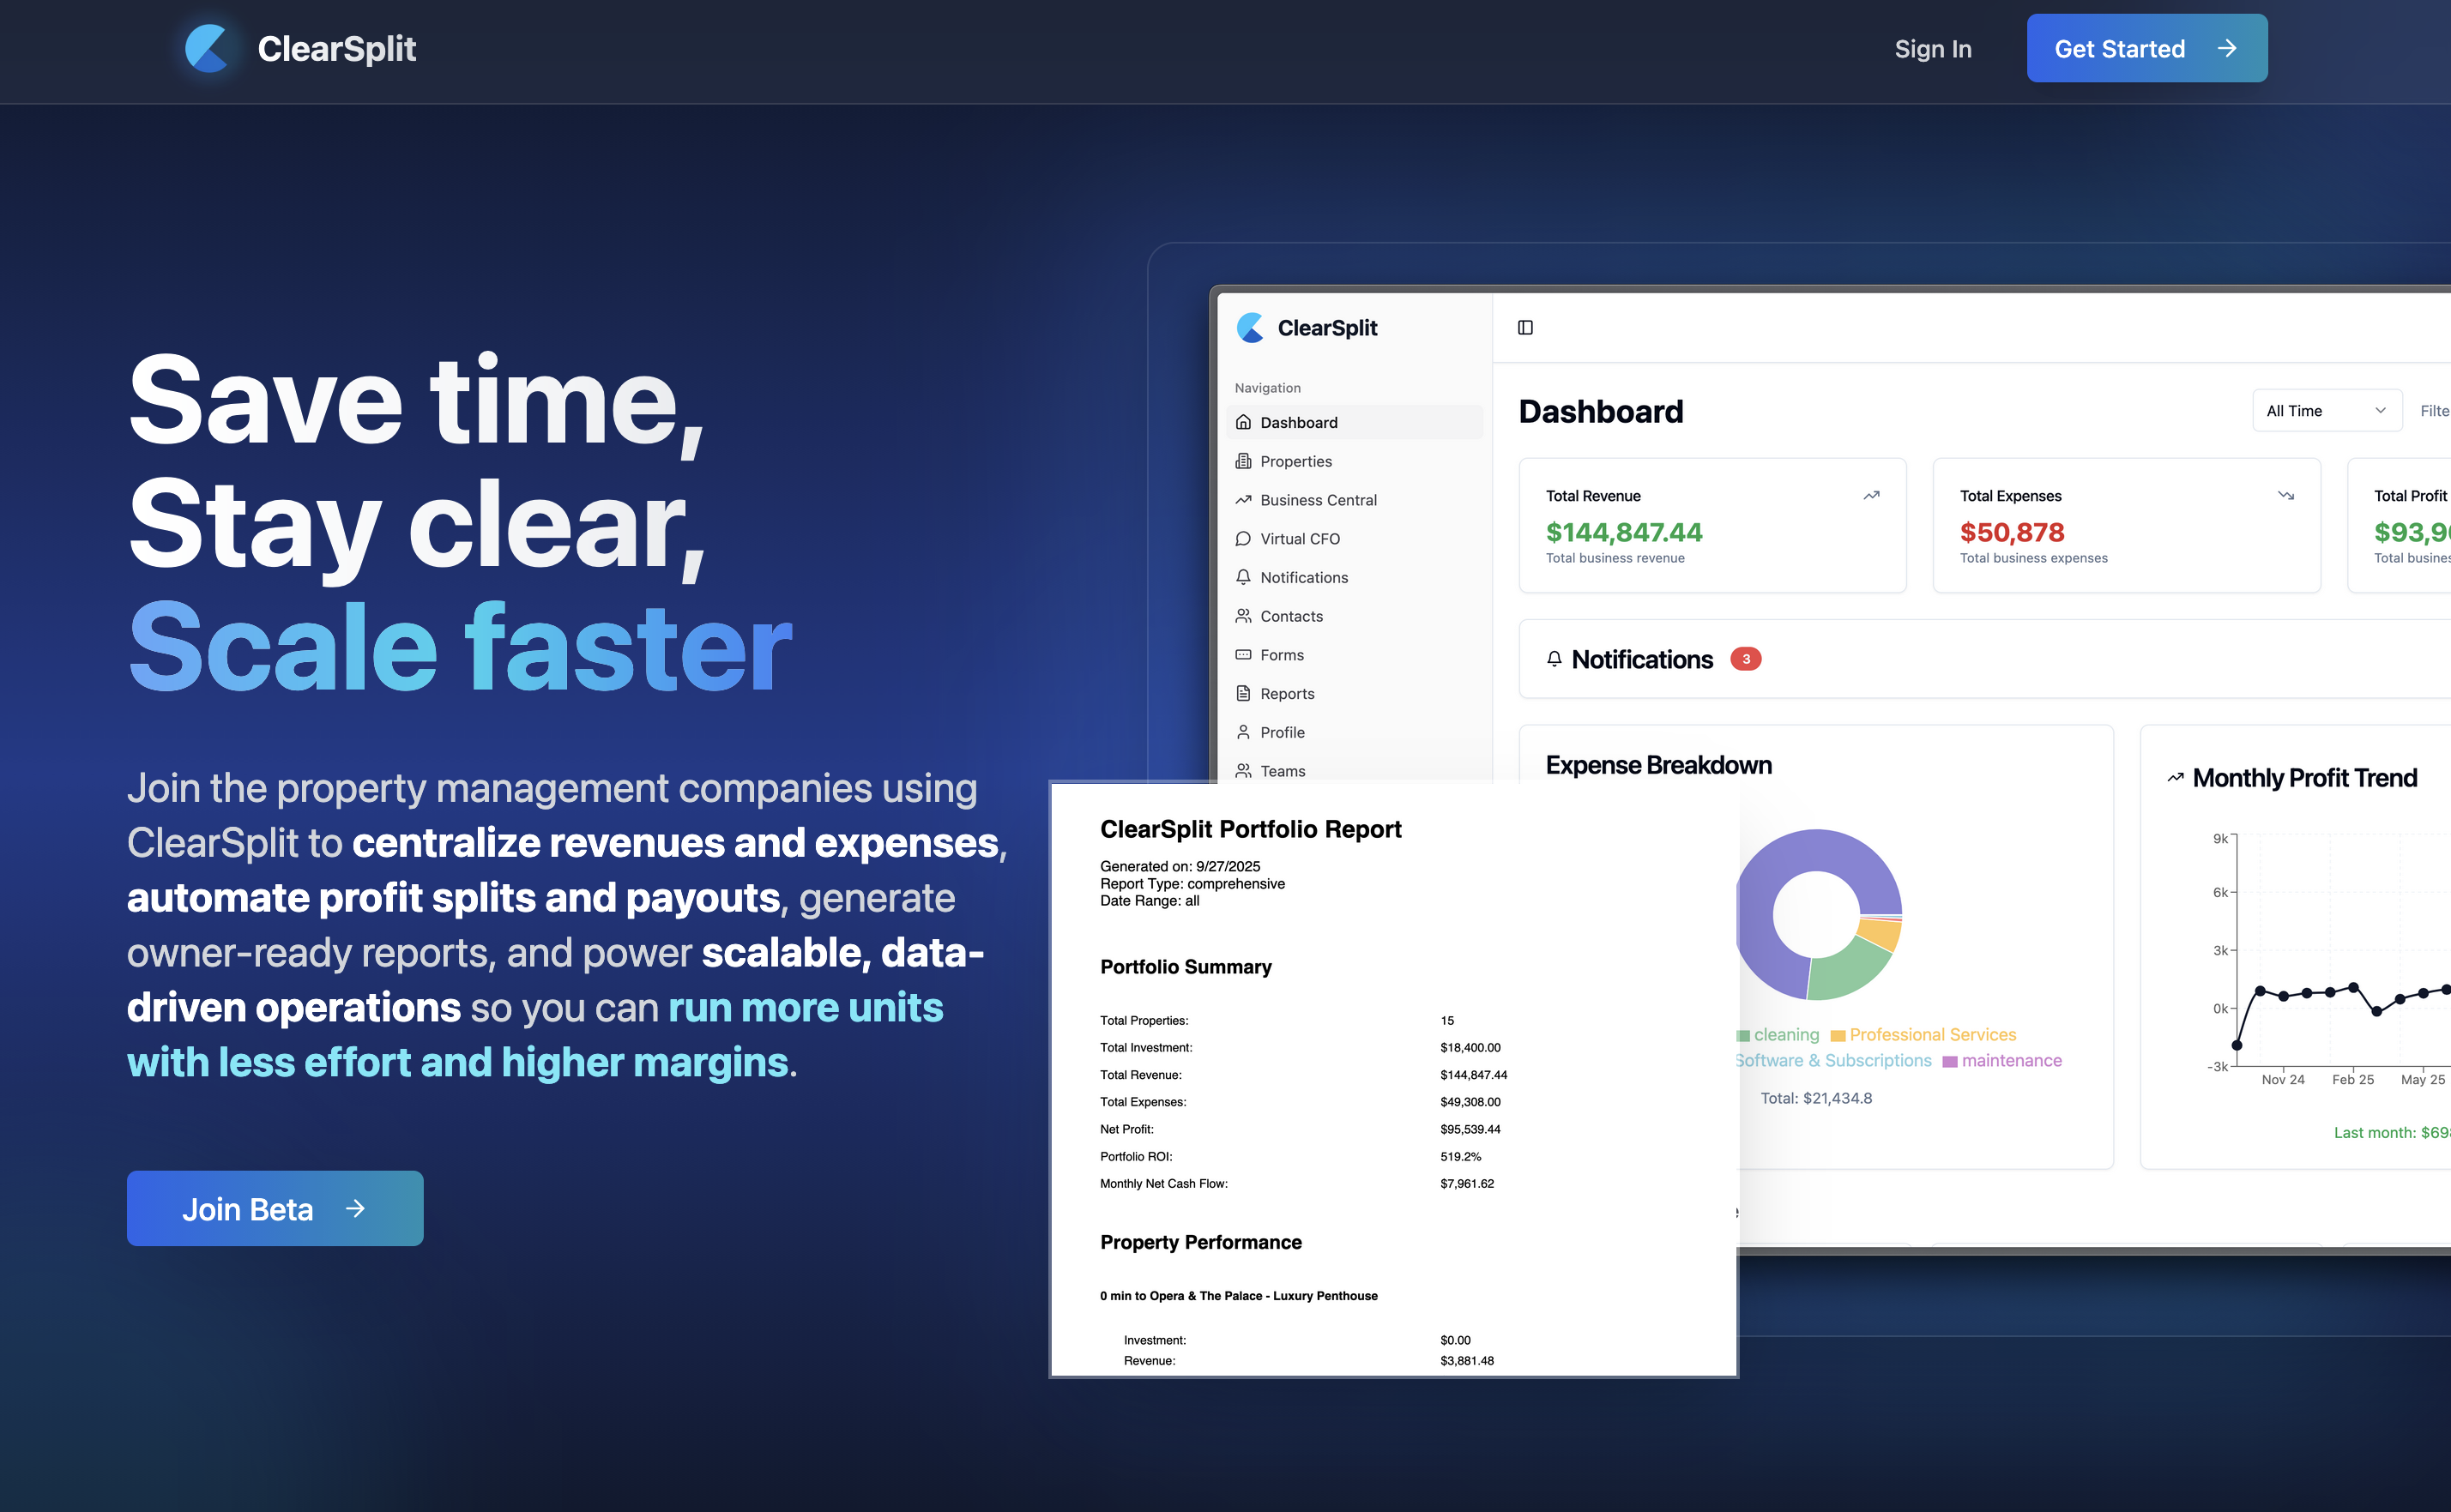 ClearSplit
Sign In
Get Started
Save time,
Stay clear,
Scale faster
Join the property management companies using
ClearSplit to centralize revenues and expenses,
automate profit splits and payouts, generate
owner-ready reports, and power scalable, data-
driven operations so you can run more units
with less effort and higher margins.
Join Beta
ClearSplit
Navigation
Dashboard
Properties
Business Central
Virtual CFO
Notifications
Contacts
Forms
Reports
Profile
Teams
Dashboard
All Time
Total Revenue
$144,847.44
Total business revenue
Total Expenses
$50,878
Total business expenses
Total Profit
Total
Notifications 3
Expense Breakdown
cleaning Professional Services
Software & Subscriptions maintenance
Total: $21,434.8
Monthly Profit Trend
9k
6k
3k
0k
-3k
Nov 24 Feb 25 May 25
Last month:
ClearSplit Portfolio Report
Generated on: 9/27/2025
Report Type: comprehensive
Date Range: all
Portfolio Summary
Total Properties: 15
Total Investment: $18,400.00
Total Revenue: $144,847.44
Total Expenses: $49,308.00
Net Profit: $95,539.44
Portfolio ROI: 519.2%
Monthly Net Cash Flow: $7,961.62
Property Performance
0 min to Opera & The Palace - Luxury Penthouse
Investment: $0.00
Revenue: $3,881.48